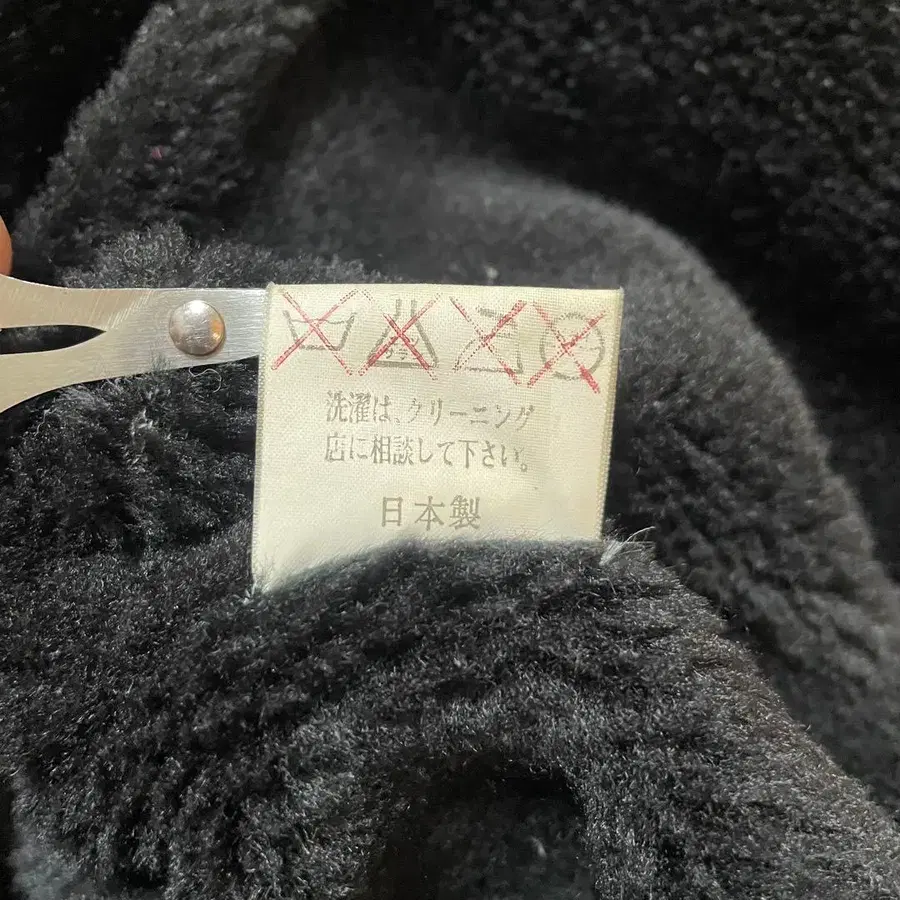 洗濯は、クリーニング
店に相談して下さい。
日本製